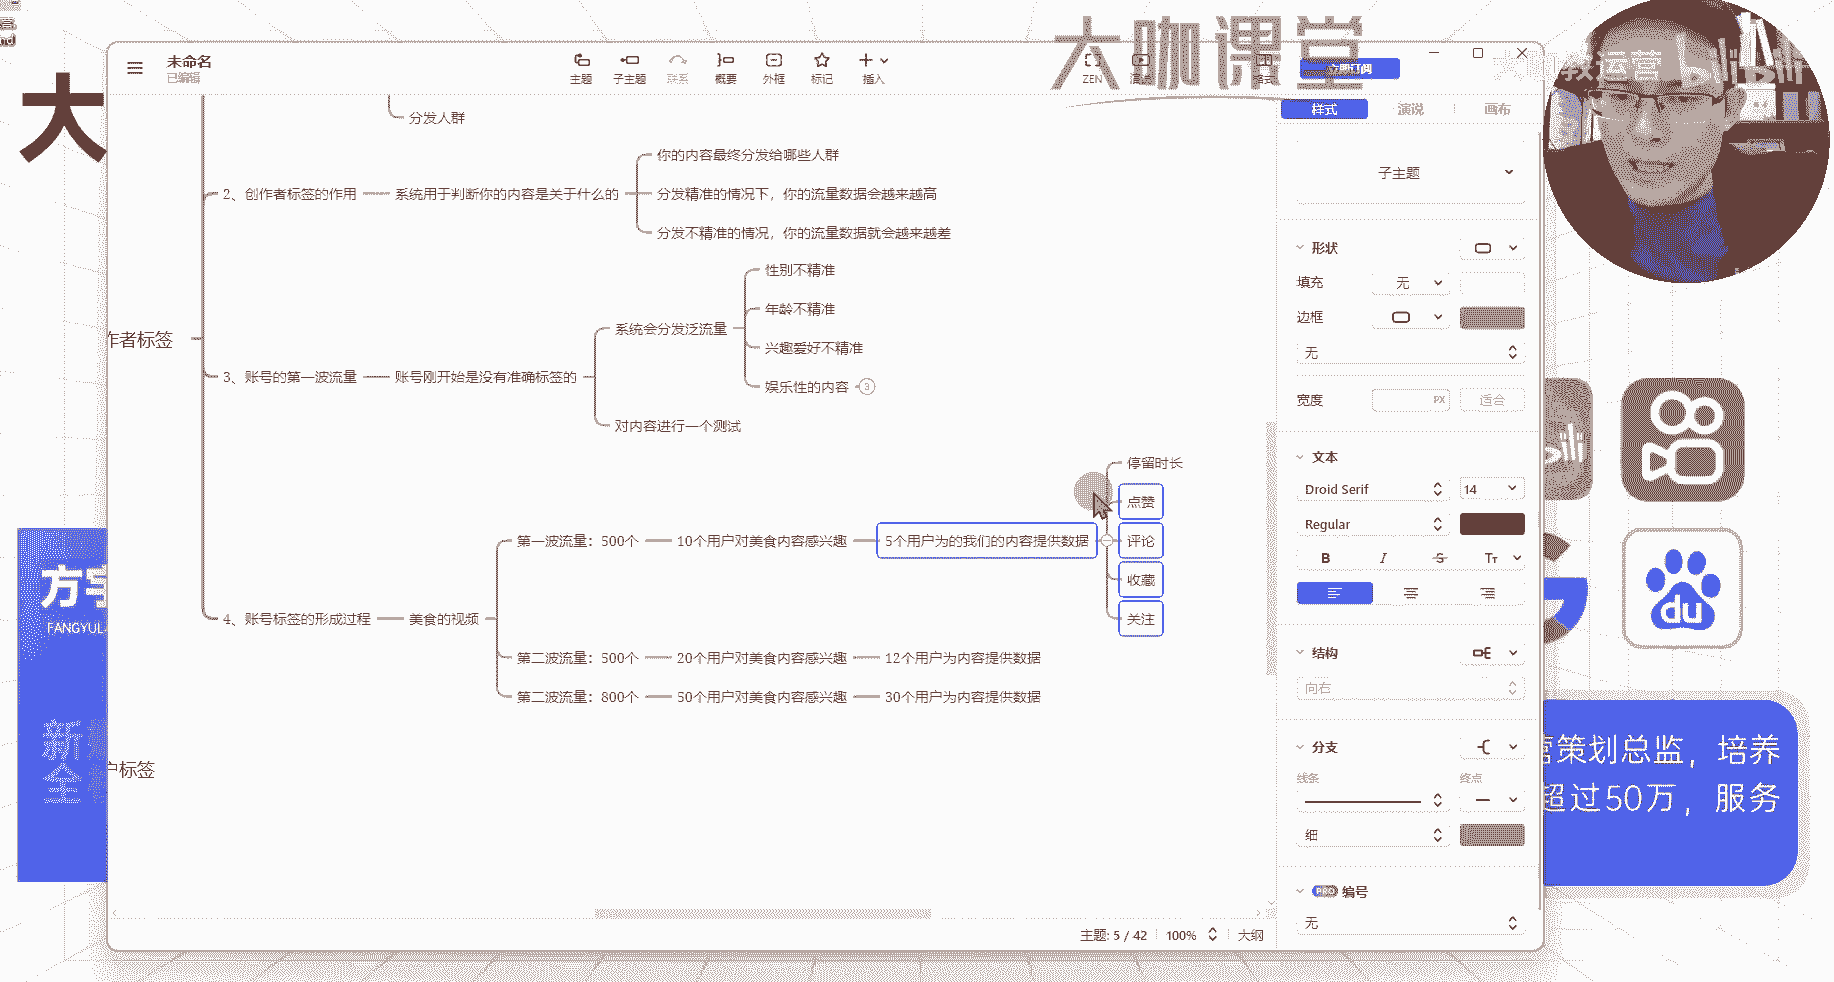 大咖课堂
大
教运营 bilibili
未命名
已编辑
主题 子主题 联系 概要 外框 标记 插入 ZEN
立即订阅
样式 演说 画布
分发人群
2、创作者标签的作用
系统用于判断你的内容是关于什么的
你的内容最终分发给哪些人群
分发精准的情况下，你的流量数据会越来越高
分发不精准的情况，你的流量数据就会越来越差
作者标签
3、账号的第一波流量
账号刚开始是没有准确标签的
系统会分发泛流量
性别不精准
年龄不精准
兴趣爱好不精准
娱乐性的内容 3
对内容进行一个测试
4、账号标签的形成过程
美食的视频
第一波流量：500个
10个用户对美食内容感兴趣
5个用户为的我们的内容提供数据
停留时长
点赞
评论
收藏
关注
第二波流量：500个
20个用户对美食内容感兴趣
12个用户为内容提供数据
第二波流量：800个
50个用户对美食内容感兴趣
30个用户为内容提供数据
户标签
子主题
形状
填充 无
边框
无
宽度 PX 适合
文本
Droid Serif 14
Regular
B I S Tт
结构
向右
分支
线条 终点
细
PRO 编号
无
主题: 5 / 42 100% 大纲
方宇
FANGYUL
新
全
du
营策划总监，培养
超过50万，服务